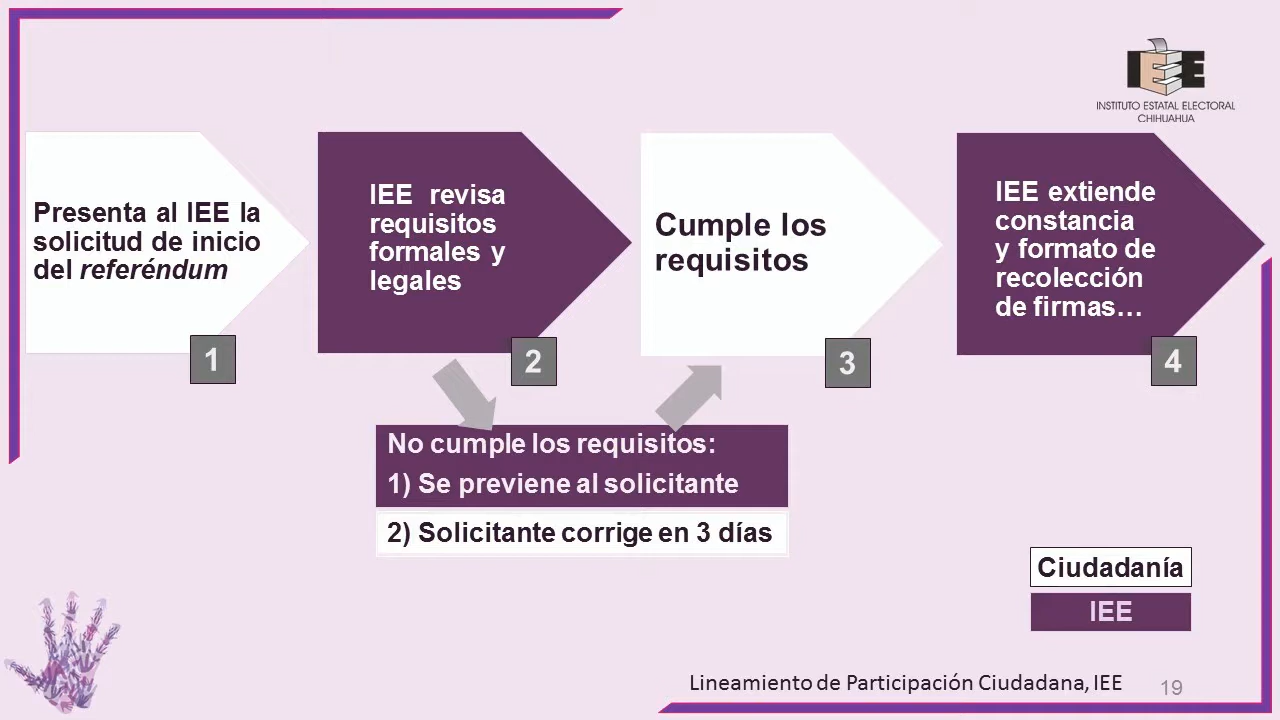 IEE
INSTITUTO ESTATAL ELECTORAL
CHIHUAHUA
Presenta al IEE la
solicitud de inicio
del referéndum
1
IEE revisa
requisitos
formales y
legales
2
Cumple los
requisitos
3
IEE extiende
constancia
y formato de
recolección
de firmas…
4
No cumple los requisitos:
1) Se previene al solicitante
2) Solicitante corrige en 3 días
Ciudadanía
IEE
Lineamiento de Participación Ciudadana, IEE
19